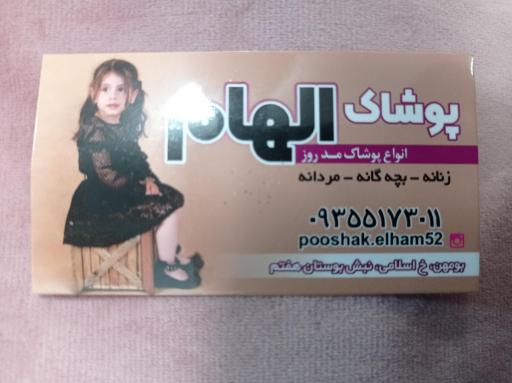 پوشاک الهام
انواع پوشاک مد روز
زنانه - بچه گانه - مردانه
۰۹۳۵۵۱۷۳۰۱۱
pooshak.elham52
بومهن، خ اسلامی، نبش بوستان هفتم